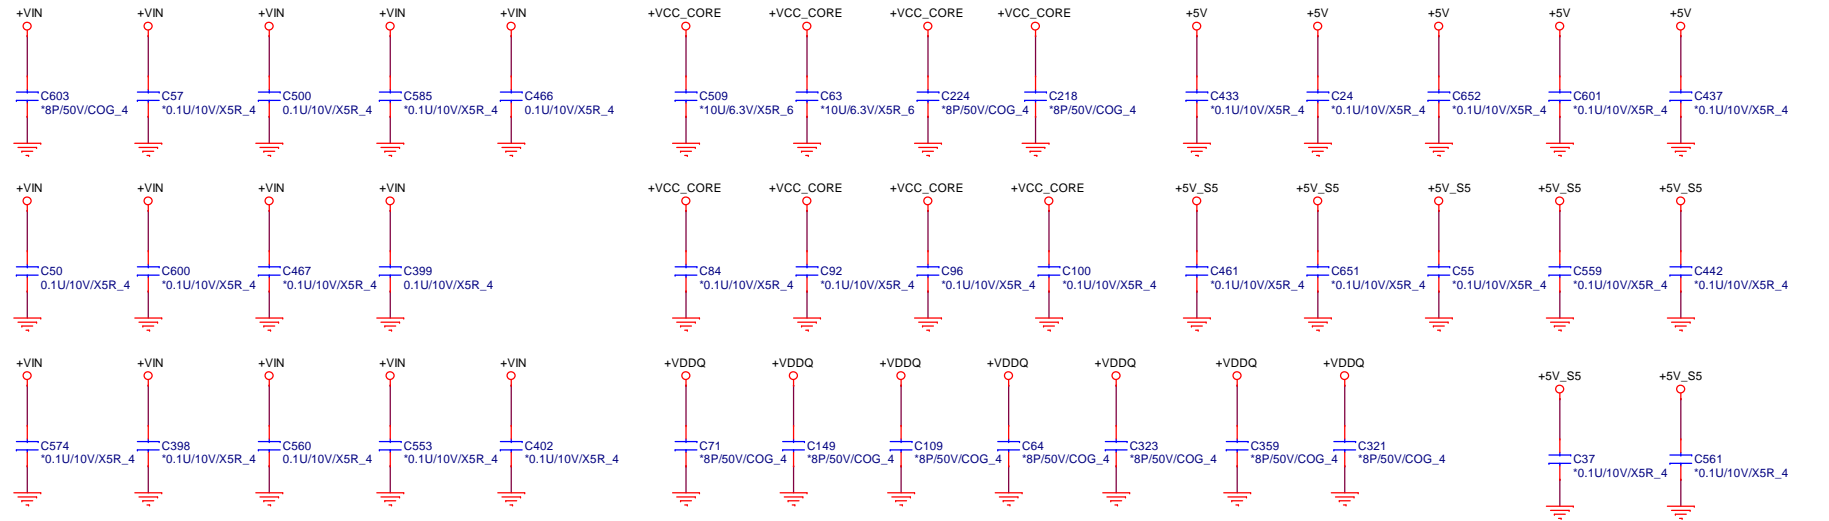 +VIN +VIN +VIN +VIN +VIN +VCC_CORE +VCC_CORE +VCC_CORE +VCC_CORE +5V +5V +5V +5V +5V
C603 C57 C500 C585 C466 C509 C63 C224 C218 C433 C24 C652 C601 C437
*8P/50V/COG_4 *0.1U/10V/X5R_4 0.1U/10V/X5R_4 *0.1U/10V/X5R_4 0.1U/10V/X5R_4 *10U/6.3V/X5R_6 *10U/6.3V/X5R_6 *8P/50V/COG_4 *8P/50V/COG_4 *0.1U/10V/X5R_4 *0.1U/10V/X5R_4 *0.1U/10V/X5R_4 *0.1U/10V/X5R_4 *0.1U/10V/X5R_4
+VIN +VIN +VIN +VIN +VCC_CORE +VCC_CORE +VCC_CORE +VCC_CORE +5V_S5 +5V_S5 +5V_S5 +5V_S5 +5V_S5
C50 C600 C467 C399 C84 C92 C96 C100 C461 C651 C55 C559 C442
0.1U/10V/X5R_4 *0.1U/10V/X5R_4 *0.1U/10V/X5R_4 0.1U/10V/X5R_4 *0.1U/10V/X5R_4 *0.1U/10V/X5R_4 *0.1U/10V/X5R_4 *0.1U/10V/X5R_4 *0.1U/10V/X5R_4 *0.1U/10V/X5R_4 *0.1U/10V/X5R_4 *0.1U/10V/X5R_4 *0.1U/10V/X5R_4
+VIN +VIN +VIN +VIN +VIN +VDDQ +VDDQ +VDDQ +VDDQ +VDDQ +VDDQ +VDDQ
+5V_S5 +5V_S5
C574 C398 C560 C553 C402 C71 C149 C109 C64 C323 C359 C321
*0.1U/10V/X5R_4 *0.1U/10V/X5R_4 0.1U/10V/X5R_4 *0.1U/10V/X5R_4 *0.1U/10V/X5R_4 *8P/50V/COG_4 *8P/50V/COG_4 *8P/50V/COG_4 *8P/50V/COG_4 *8P/50V/COG_4 *8P/50V/COG_4 *8P/50V/COG_4
C37 C561
*0.1U/10V/X5R_4 *0.1U/10V/X5R_4